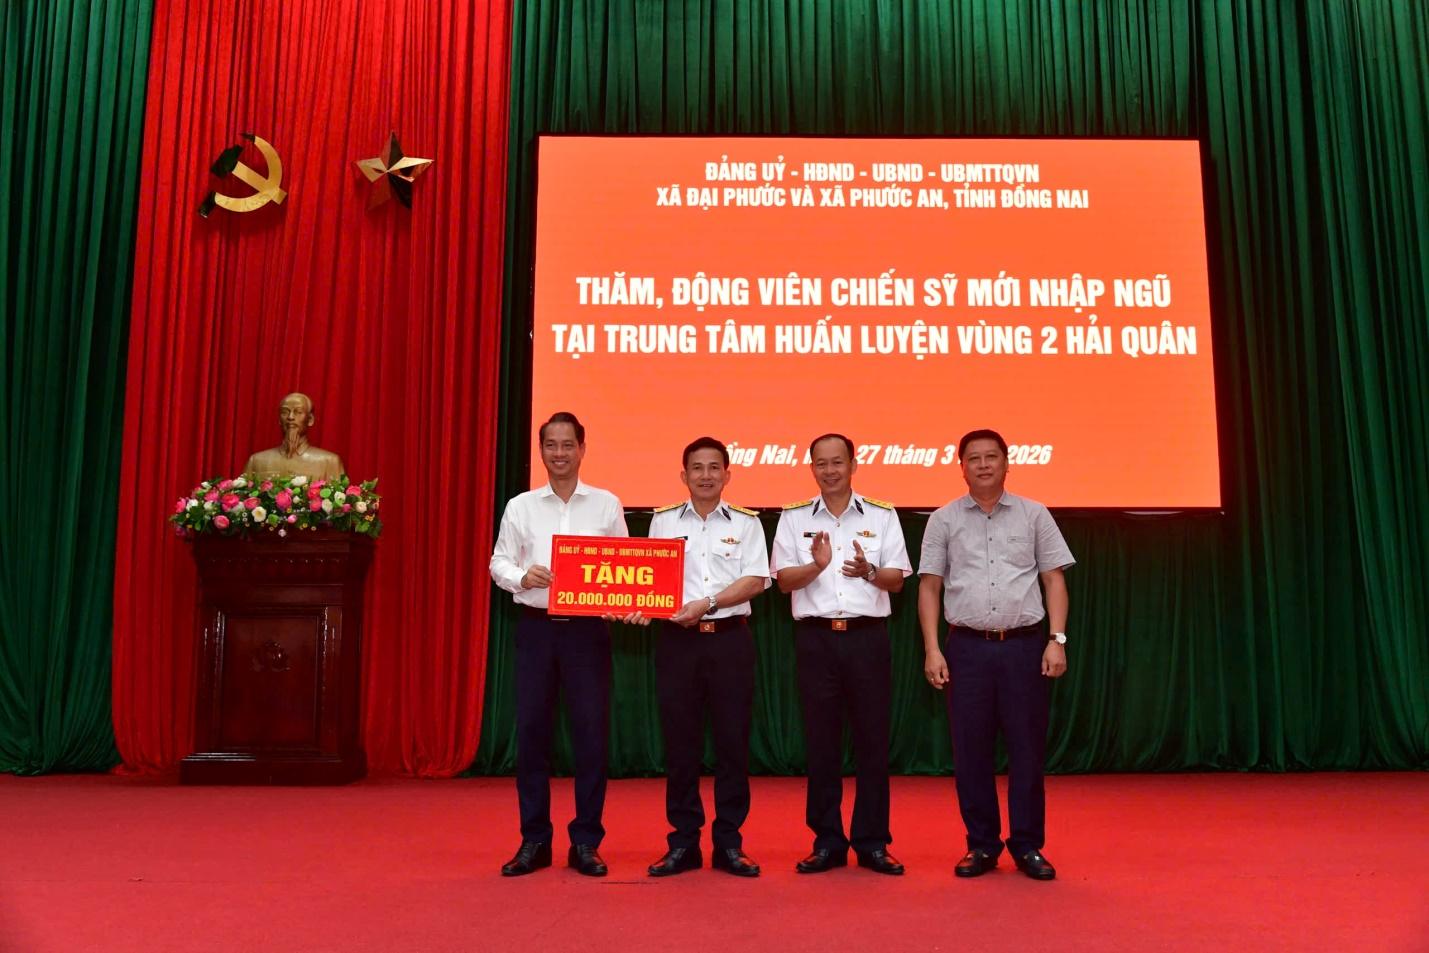 ĐẢNG UỶ - HĐND - UBND - UBMTTQVN
XÃ ĐẠI PHƯỚC VÀ XÃ PHƯỚC AN, TỈNH ĐỒNG NAI
THĂM, ĐỘNG VIÊN CHIẾN SỸ MỚI NHẬP NGŨ
TẠI TRUNG TÂM HUẤN LUYỆN VÙNG 2 HẢI QUÂN
Nai, 27 tháng 3 2026
ĐẢNG UỶ - HĐND - UBND - UBMTTQVN XÃ PHƯỚC AN
TẶNG
20.000.000 ĐỒNG